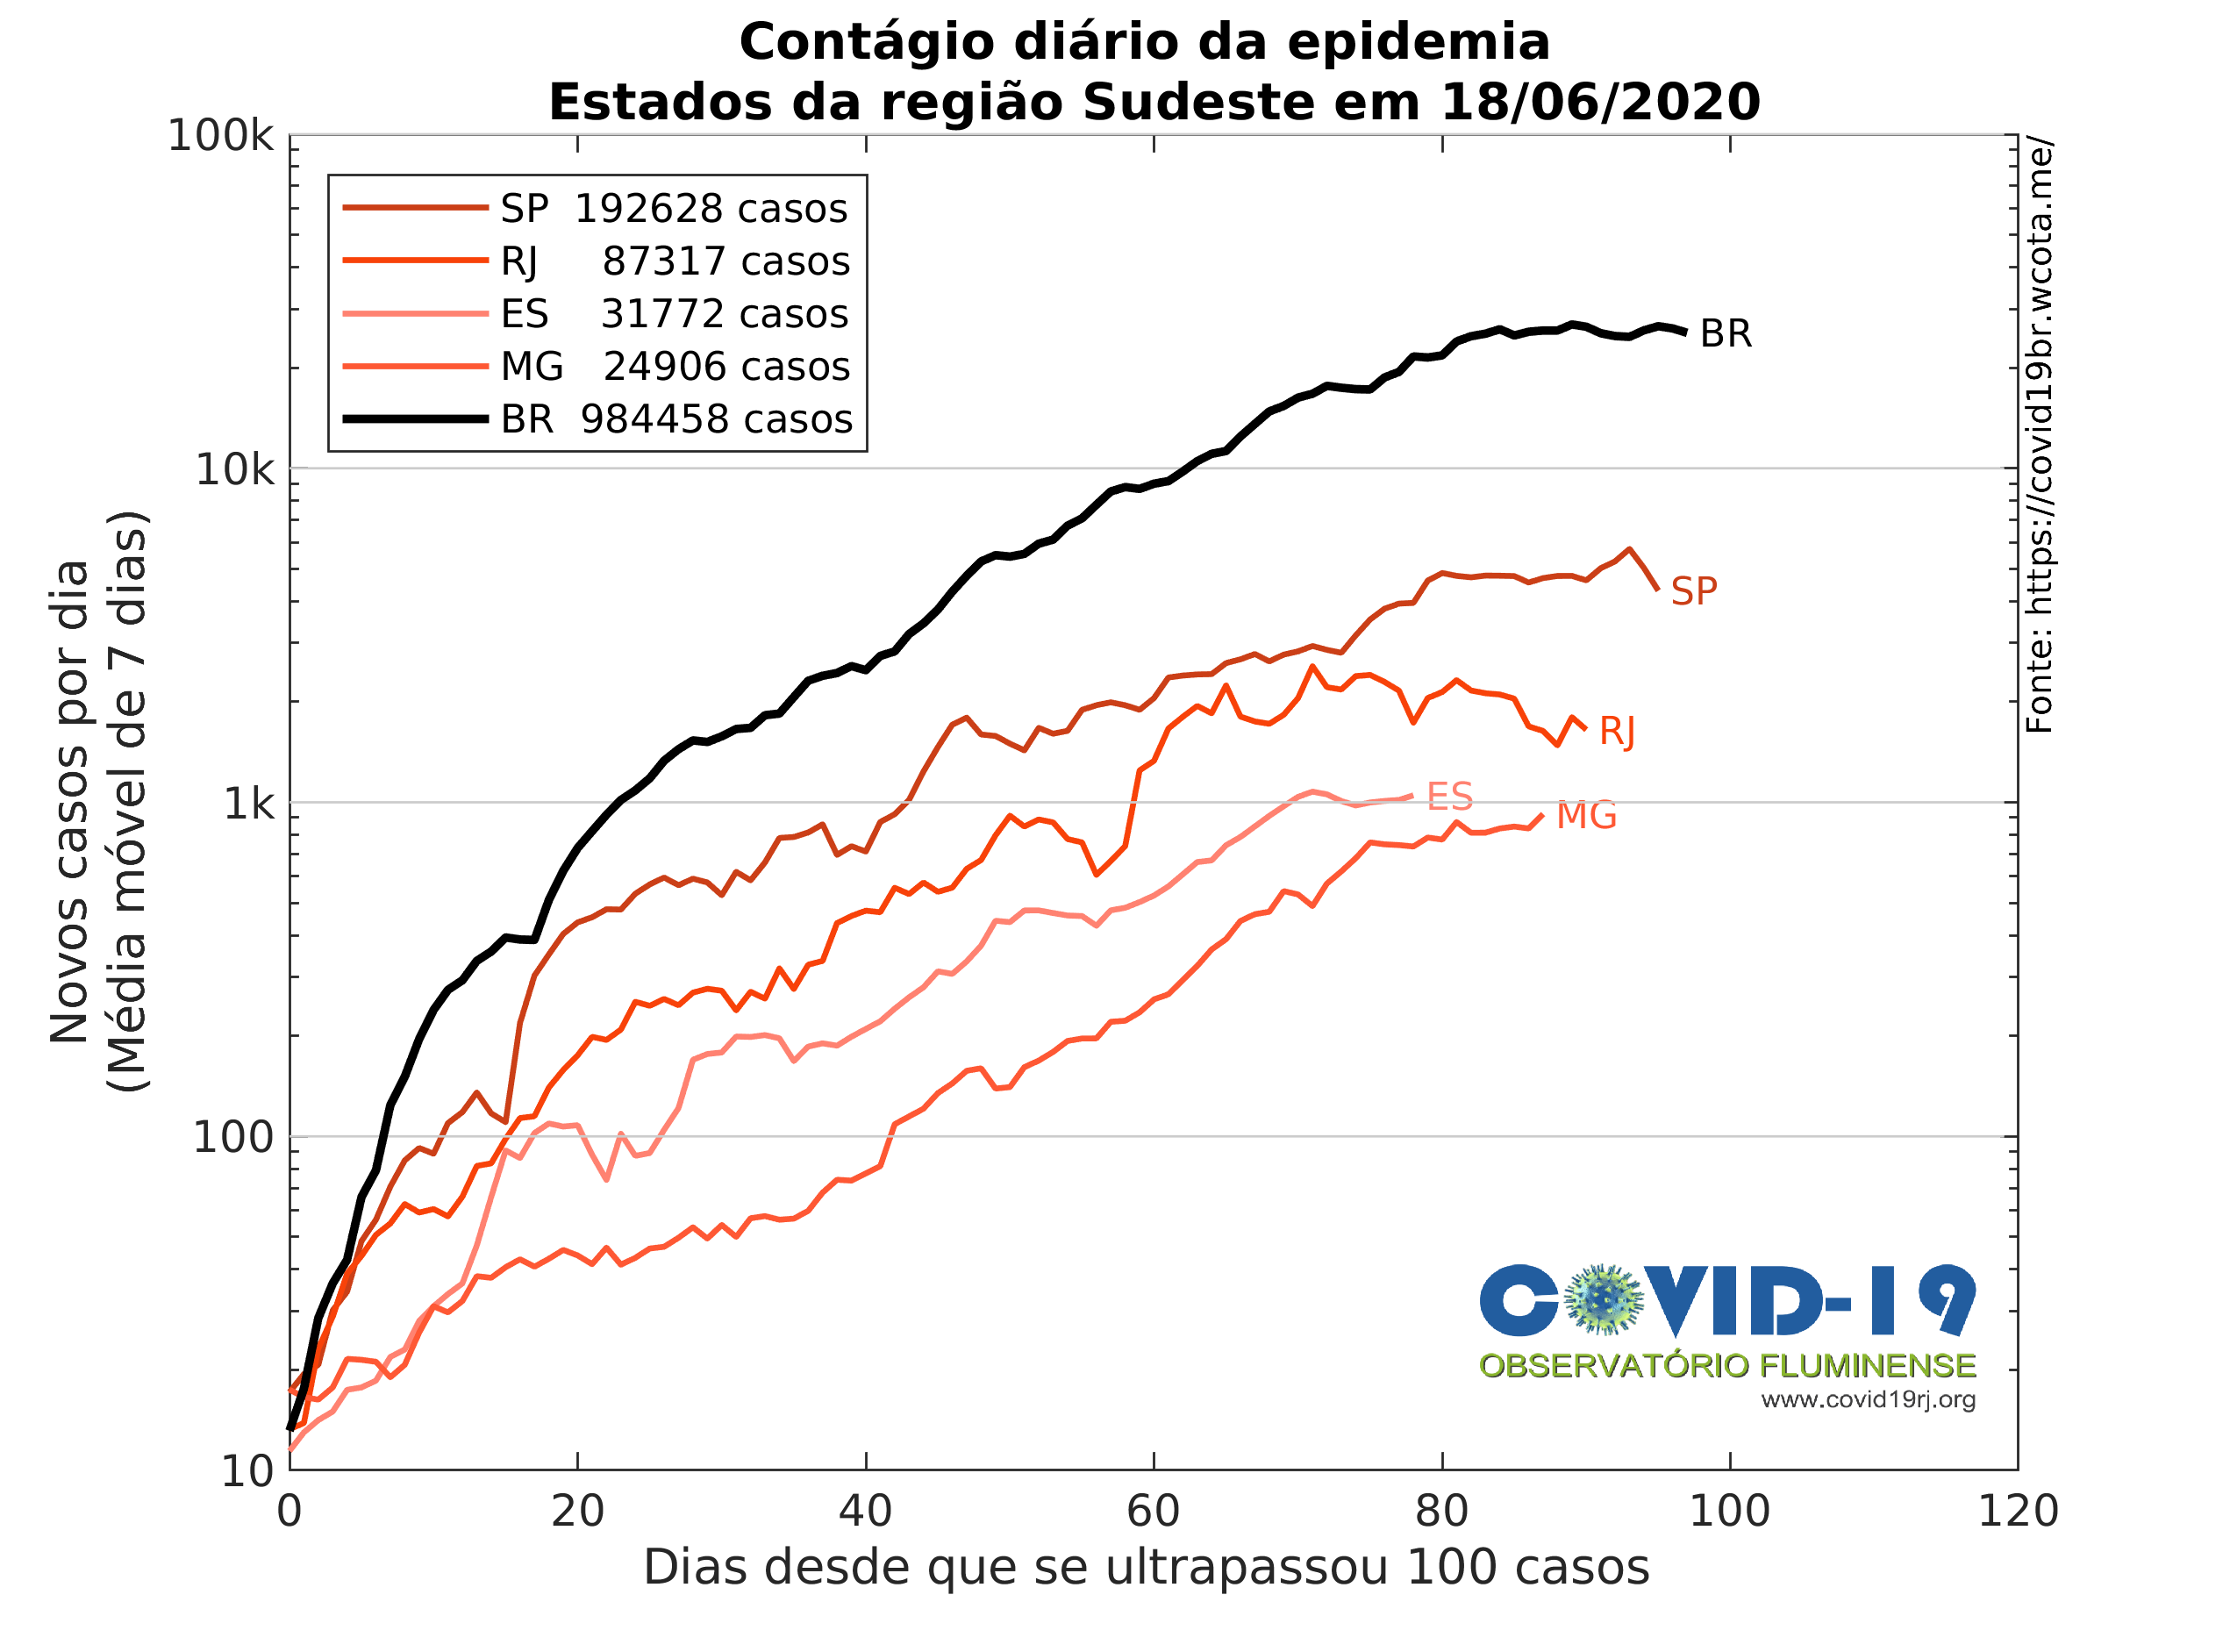 Contágio diário da epidemia
Estados da região Sudeste em 18/06/2020
100k
10k
1k
100
10
Novos casos por dia
(Média móvel de 7 dias)
SP 192628 casos
RJ 87317 casos
ES 31772 casos
MG 24906 casos
BR 984458 casos
BR
SP
RJ
ES
MG
Fonte: https://covid19br.wcota.me/
COVID-19
OBSERVATÓRIO FLUMINENSE
www.covid19rj.org
0 20 40 60 80 100 120
Dias desde que se ultrapassou 100 casos